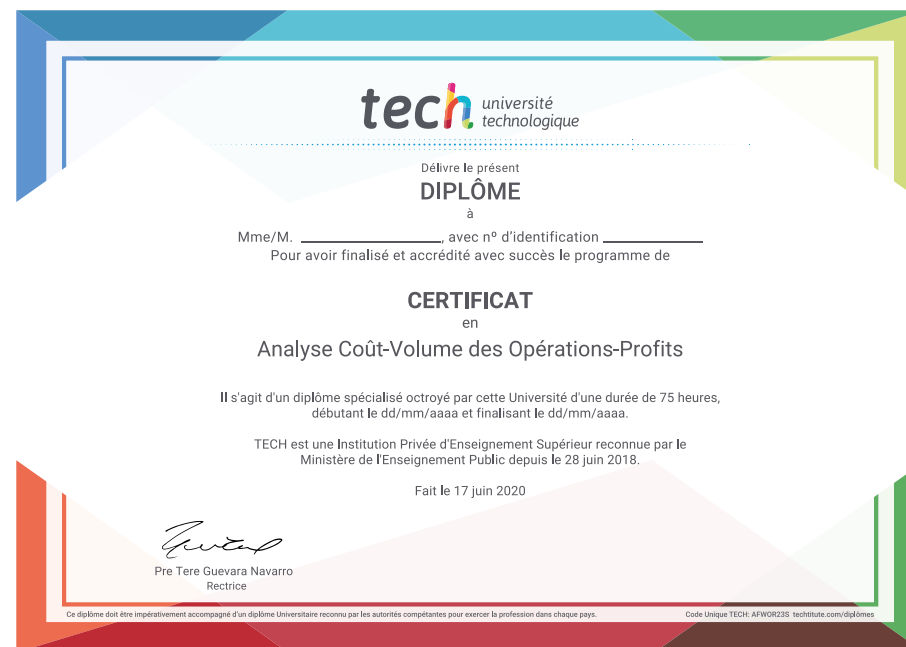 tech université
technologique
Délivre le présent
DIPLÔME
à
Mme/M. ____________________, avec nº d'identification ______________
Pour avoir finalisé et accrédité avec succès le programme de
CERTIFICAT
en
Analyse Coût-Volume des Opérations-Profits
Il s'agit d'un diplôme spécialisé octroyé par cette Université d'une durée de 75 heures,
débutant le dd/mm/aaaa et finalisant le dd/mm/aaaa.
TECH est une Institution Privée d'Enseignement Supérieur reconnue par le
Ministère de l'Enseignement Public depuis le 28 juin 2018.
Fait le 17 juin 2020
Pre Tere Guevara Navarro
Rectrice
Ce diplôme doit être impérativement accompagné d'un diplôme Universitaire reconnu par les autorités compétantes pour exercer la profession dans chaque pays.
Code Unique TECH: AFWOR23S techtitute.com/diplômes